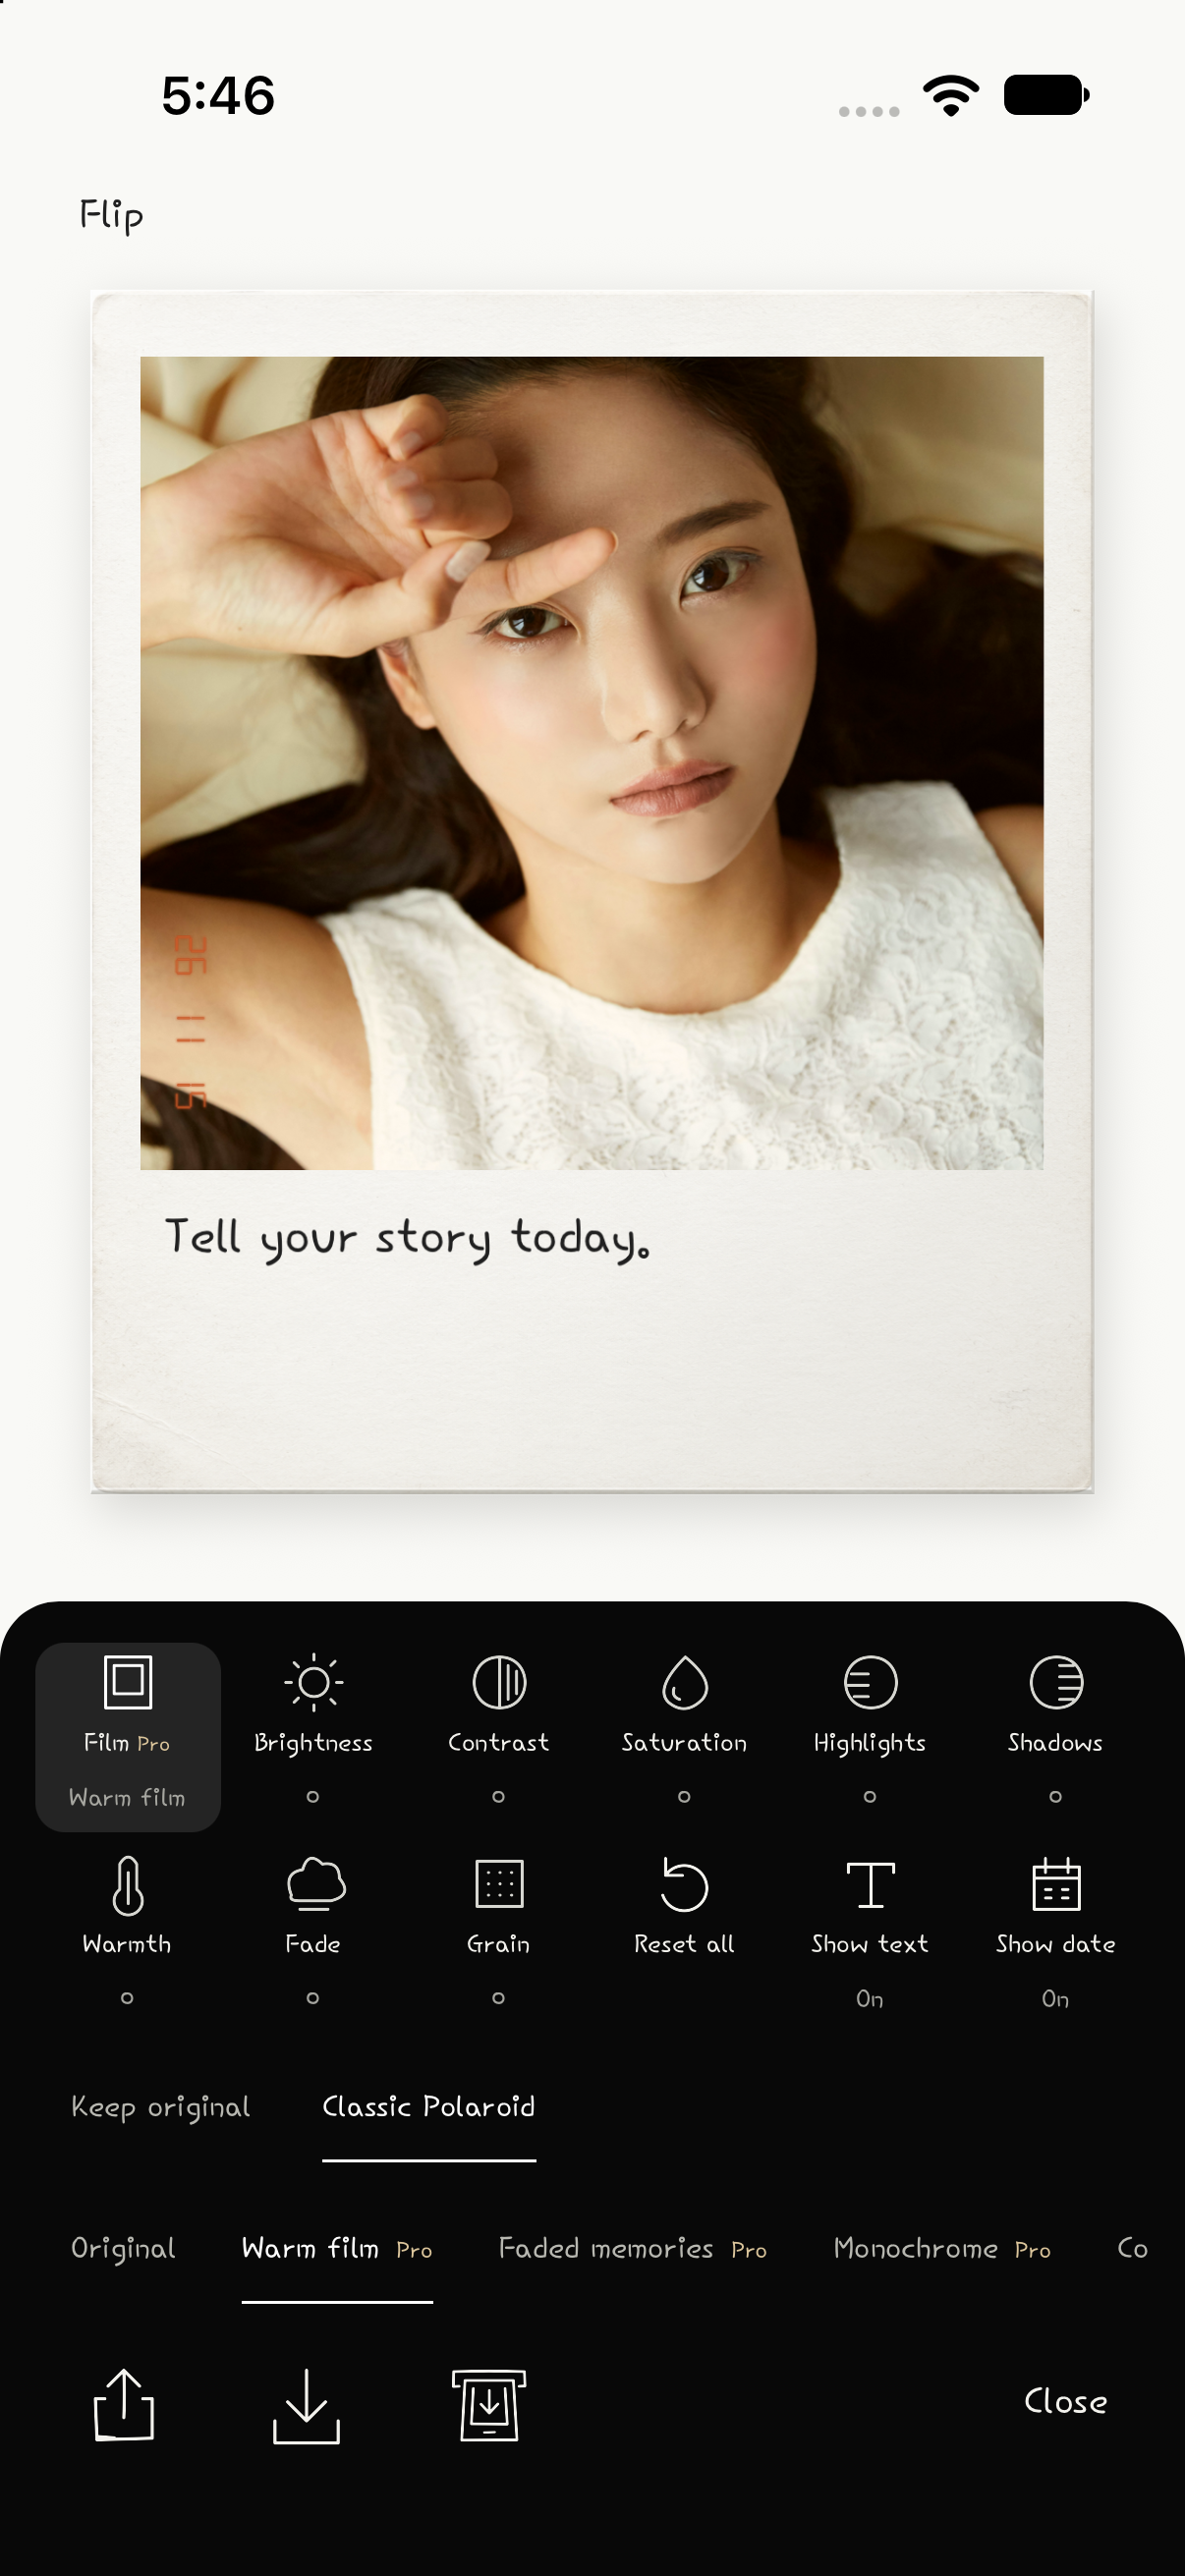 5:46
Flip
26 11 15
Tell your story today。
Film Pro
Warm film
Brightness
0
Contrast
0
Saturation
0
Highlights
0
Shadows
0
Warmth
0
Fade
0
Grain
0
Reset all
Show text
On
Show date
On
Keep original
Classic Polaroid
Original
Warm film Pro
Faded memories Pro
Monochrome Pro
Co
Close